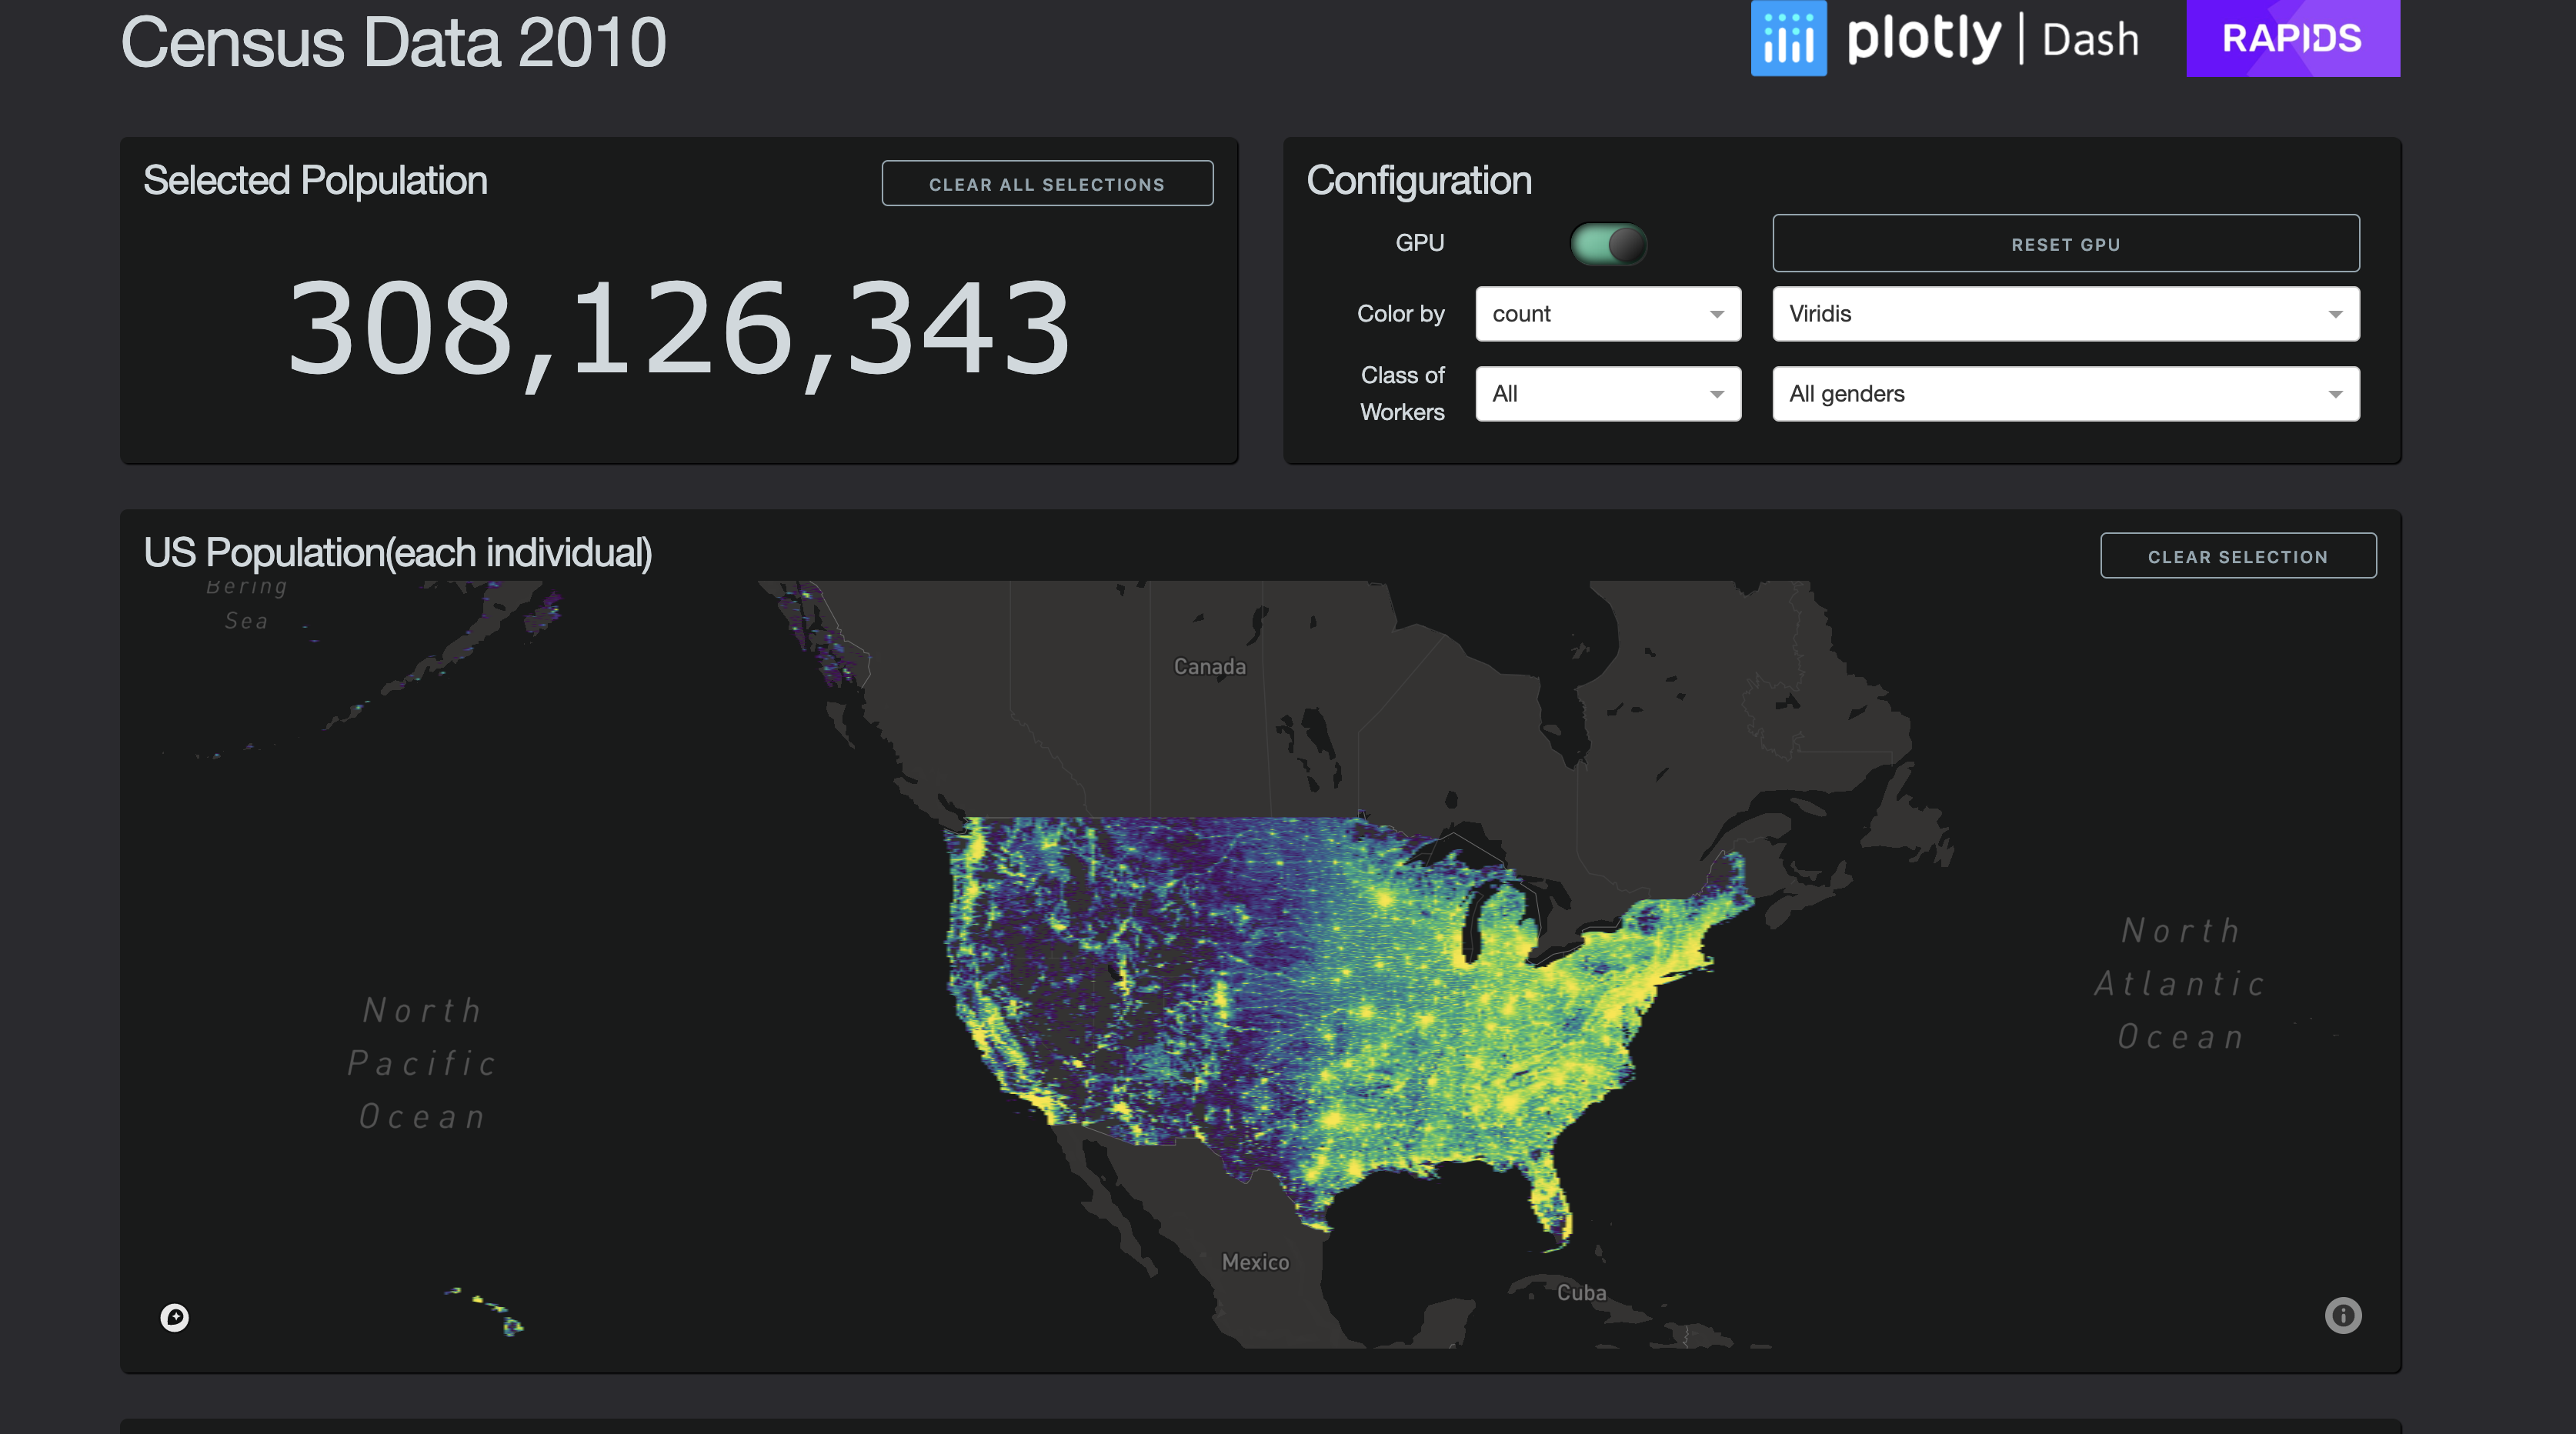 Census Data 2010
plotly | Dash
RAPIDS
Selected Polpulation
CLEAR ALL SELECTIONS
308,126,343
Configuration
GPU
RESET GPU
Color by
count
Viridis
Class of
Workers
All
All genders
US Population(each individual)
CLEAR SELECTION
Bering
Sea
Canada
North
Atlantic
Ocean
North
Pacific
Ocean
Mexico
Cuba